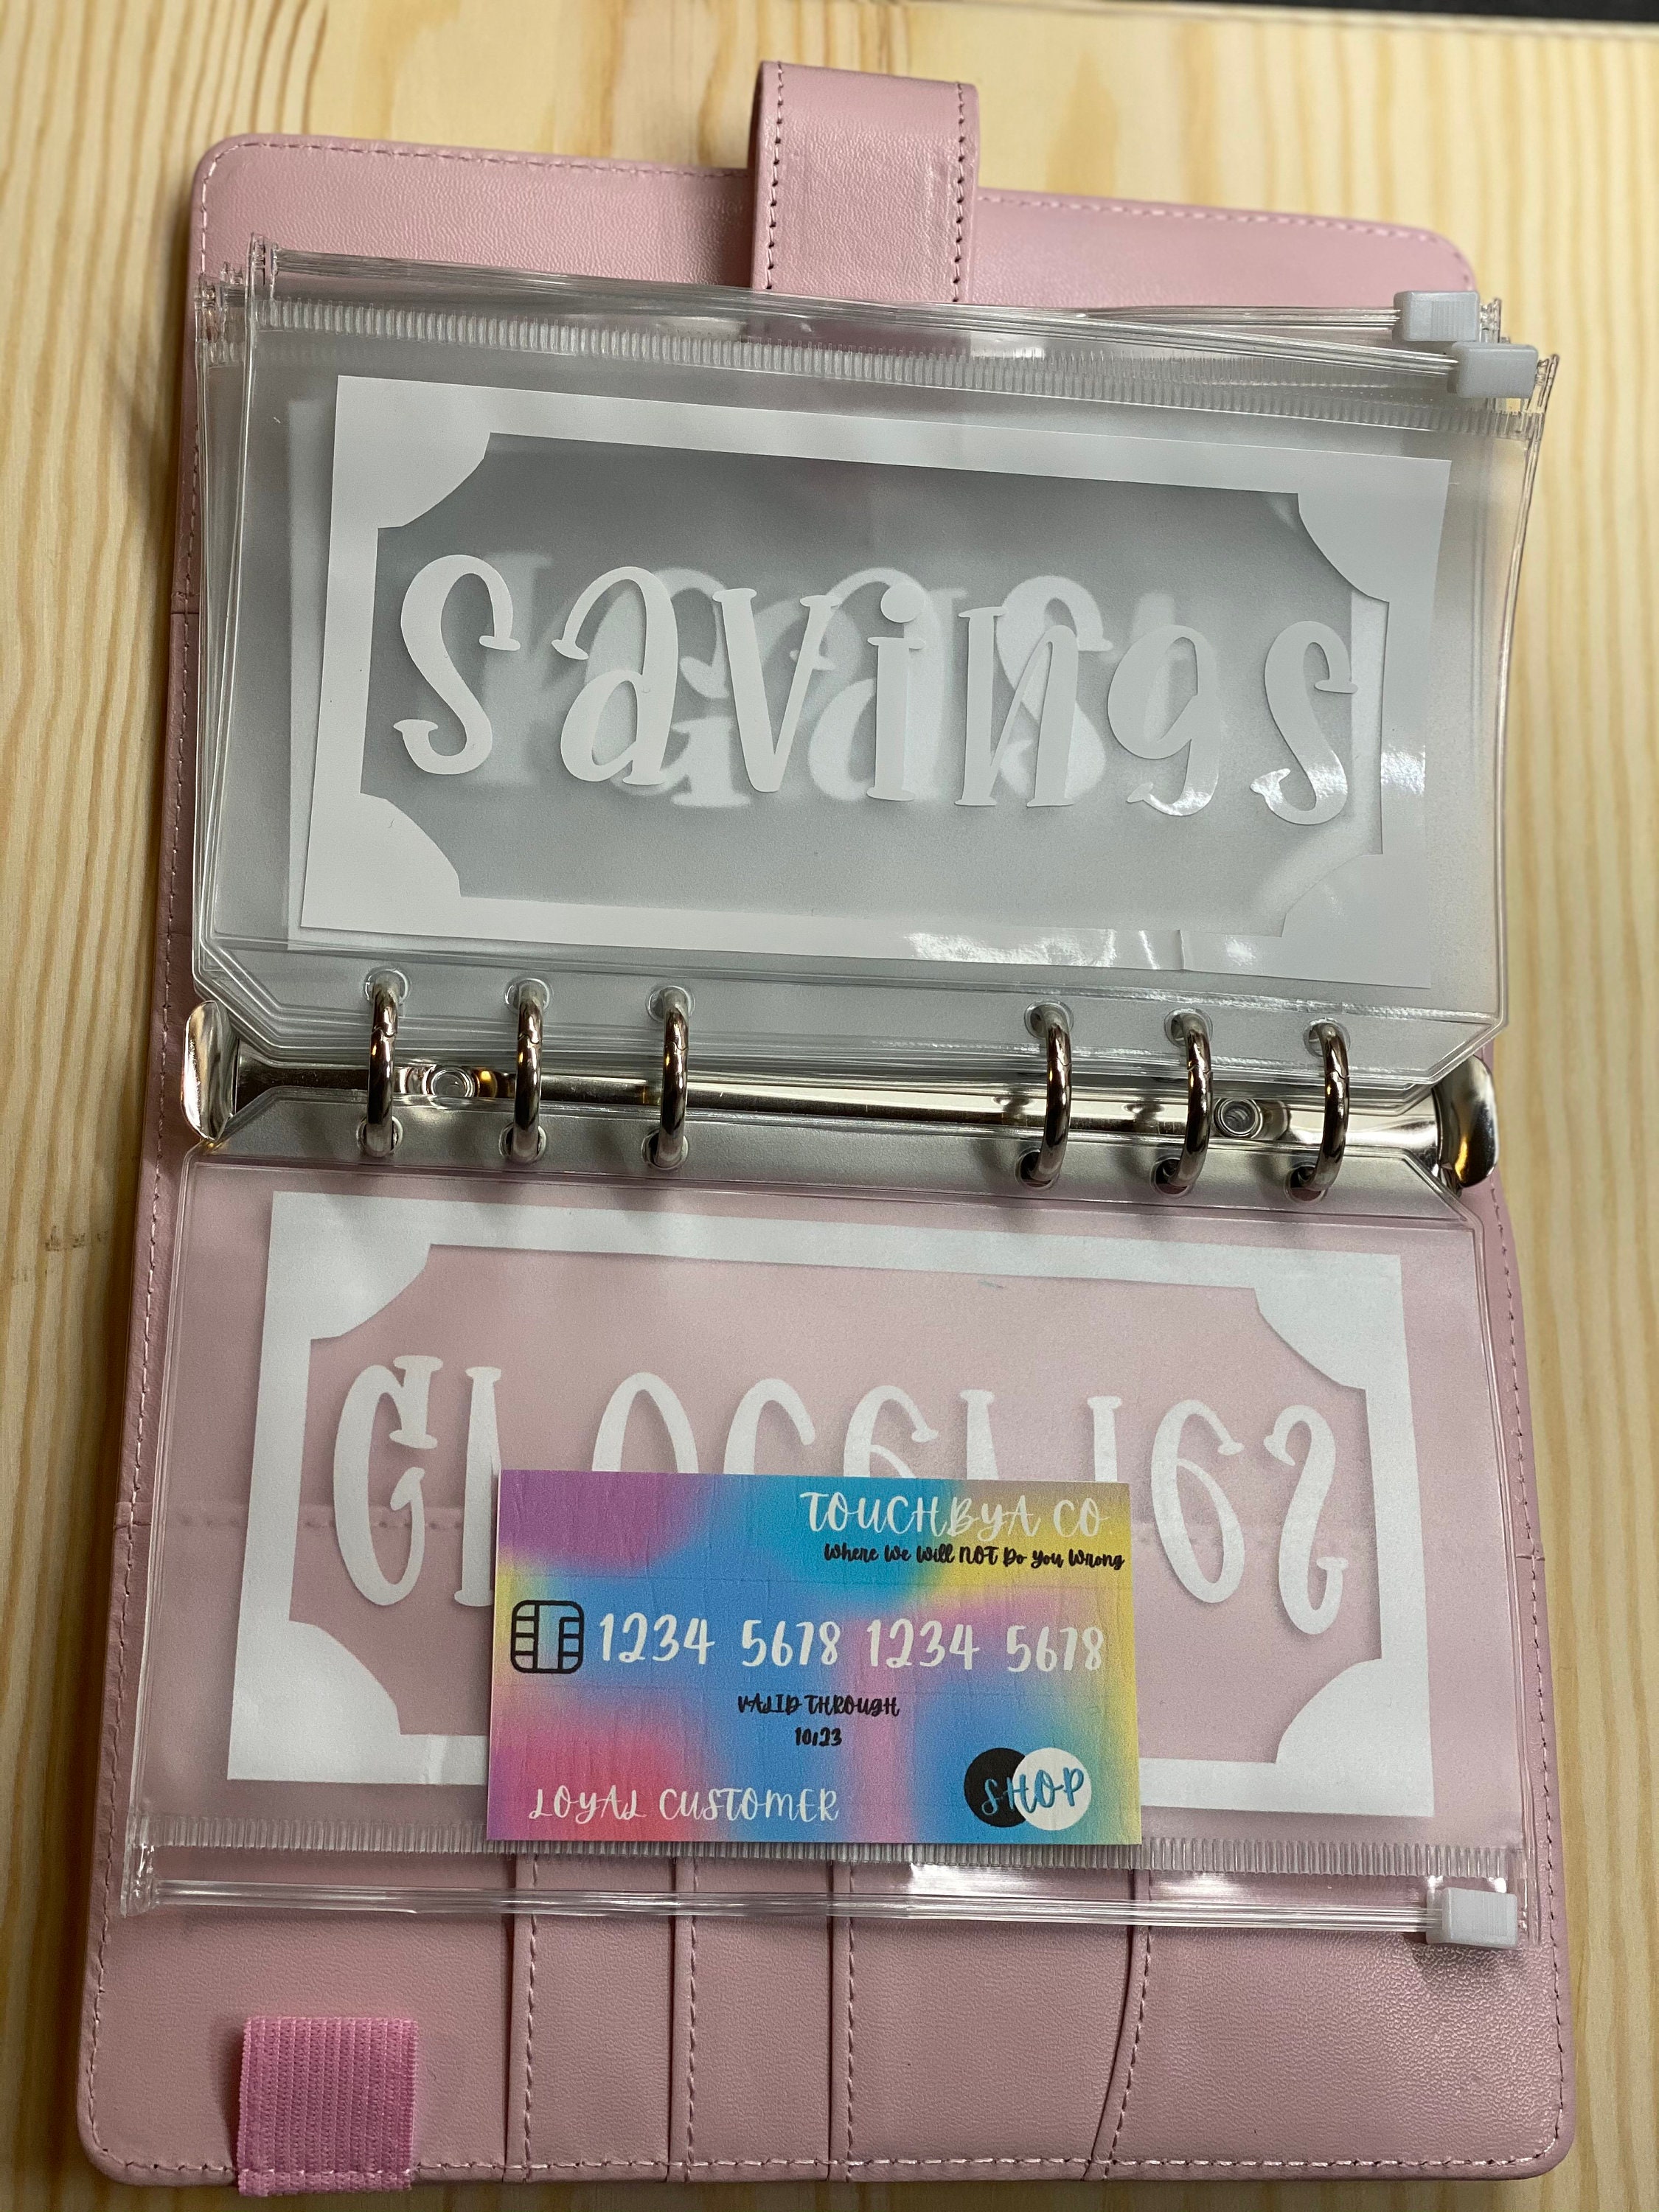 Savings
Gas
Groceries
TOUCHBYA CO
Where We Will NOT Do You Wrong
1234 5678 1234 5678
VALID THROUGH
10/23
LOYAL CUSTOMER
SHOP